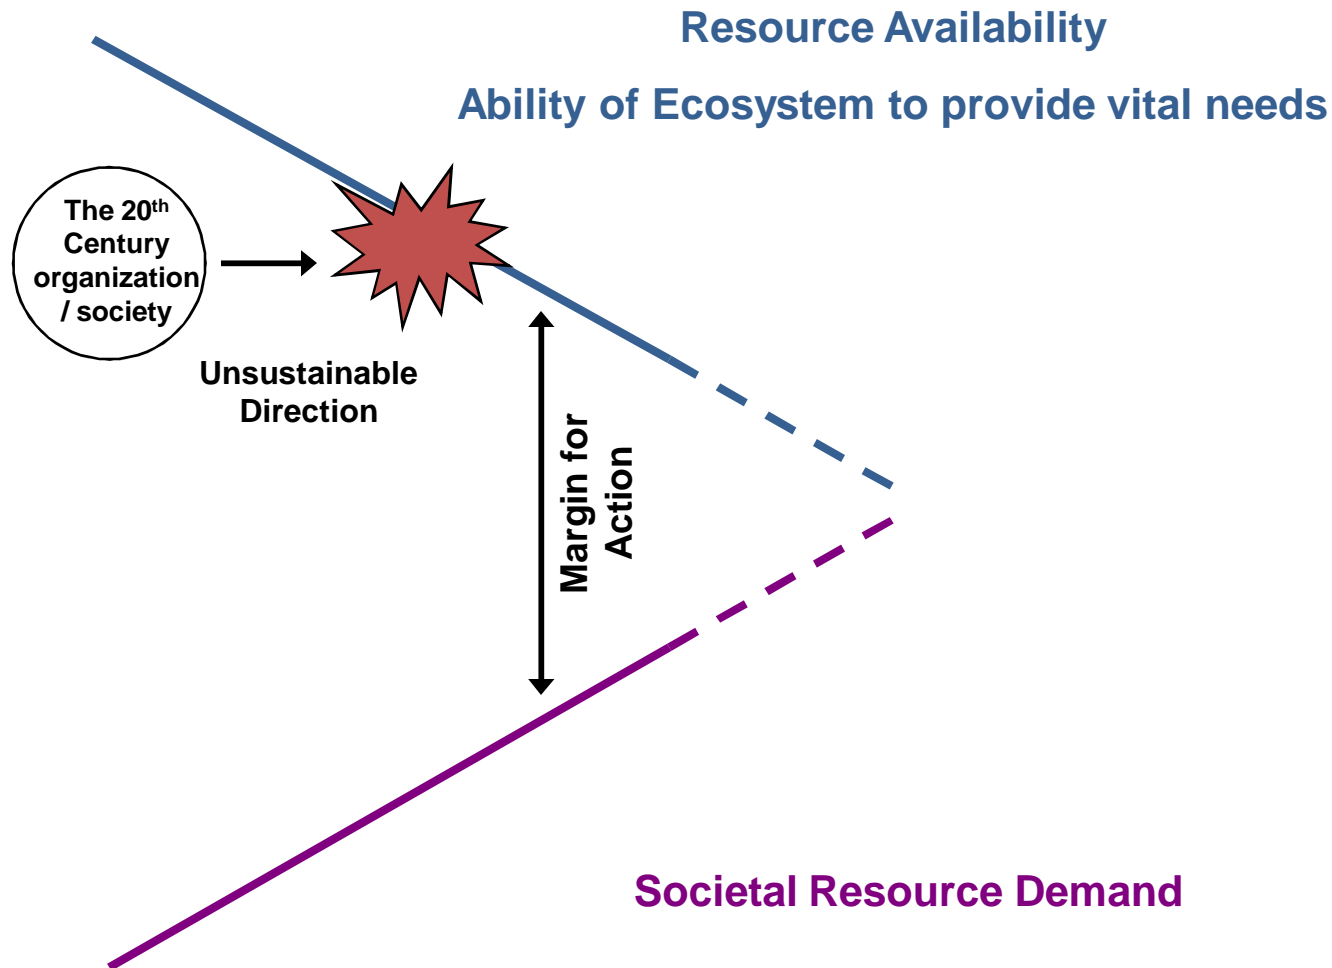 Resource Availability
Ability of Ecosystem to provide vital needs
The 20th
Century
organization
/ society
Unsustainable
Direction
Margin for
Action
Societal Resource Demand